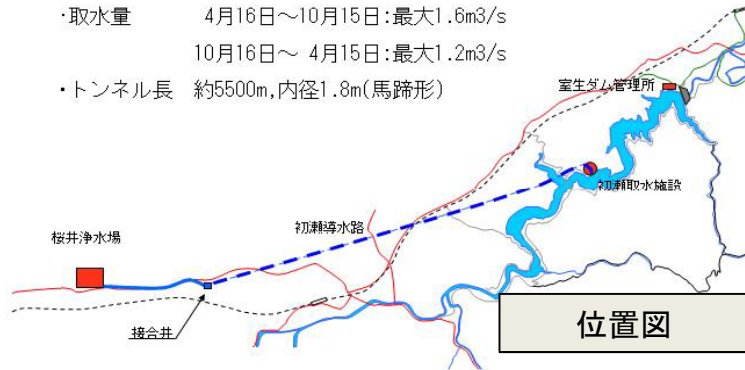 ・取水量 4月16日～10月15日:最大1.6m3/s
10月16日～ 4月15日:最大1.2m3/s
・トンネル長 約5500m,内径1.8m(馬蹄形)
室生ダム管理所
初瀬取水施設
初瀬導水路
桜井浄水場
接合井
位置図